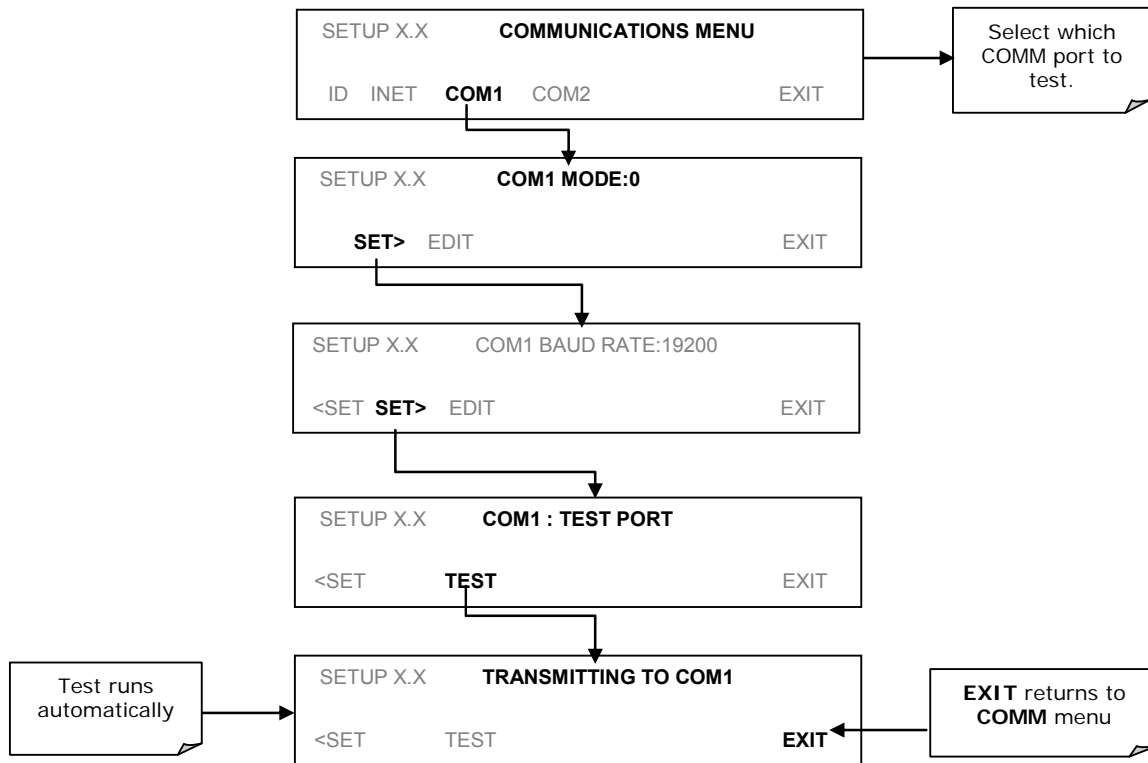 SETUP X.X COMMUNICATIONS MENU
ID INET COM1 COM2 EXIT
Select which
COMM port to
test.
SETUP X.X COM1 MODE:0
SET> EDIT EXIT
SETUP X.X COM1 BAUD RATE:19200
<SET SET> EDIT EXIT
SETUP X.X COM1 : TEST PORT
<SET TEST EXIT
Test runs
automatically
SETUP X.X TRANSMITTING TO COM1
<SET TEST EXIT
EXIT returns to
COMM menu